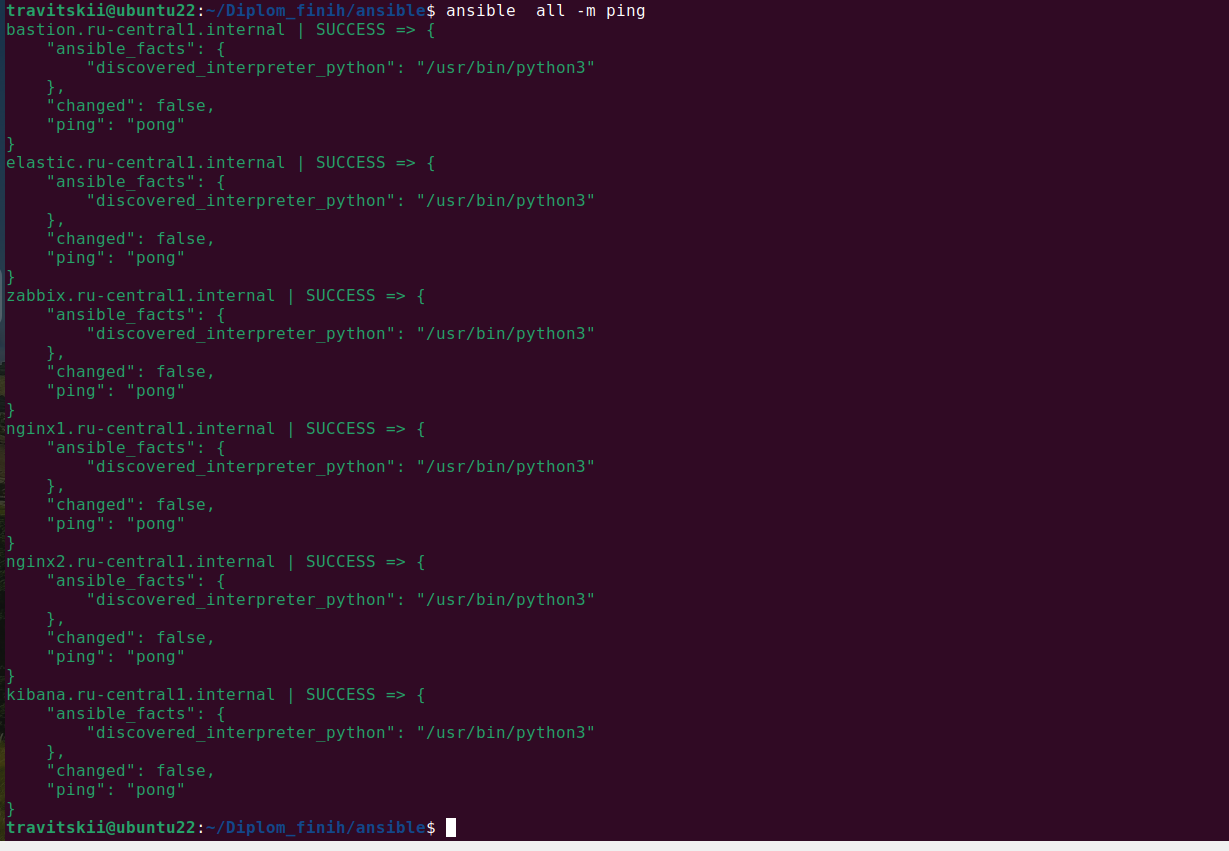 travitskii@ubuntu22:~/Diplom_finih/ansible$ ansible  all -m ping
bastion.ru-central1.internal | SUCCESS => {
    "ansible_facts": {
        "discovered_interpreter_python": "/usr/bin/python3"
    },
    "changed": false,
    "ping": "pong"
}
elastic.ru-central1.internal | SUCCESS => {
    "ansible_facts": {
        "discovered_interpreter_python": "/usr/bin/python3"
    },
    "changed": false,
    "ping": "pong"
}
zabbix.ru-central1.internal | SUCCESS => {
    "ansible_facts": {
        "discovered_interpreter_python": "/usr/bin/python3"
    },
    "changed": false,
    "ping": "pong"
}
nginx1.ru-central1.internal | SUCCESS => {
    "ansible_facts": {
        "discovered_interpreter_python": "/usr/bin/python3"
    },
    "changed": false,
    "ping": "pong"
}
nginx2.ru-central1.internal | SUCCESS => {
    "ansible_facts": {
        "discovered_interpreter_python": "/usr/bin/python3"
    },
    "changed": false,
    "ping": "pong"
}
kibana.ru-central1.internal | SUCCESS => {
    "ansible_facts": {
        "discovered_interpreter_python": "/usr/bin/python3"
    },
    "changed": false,
    "ping": "pong"
}
travitskii@ubuntu22:~/Diplom_finih/ansible$